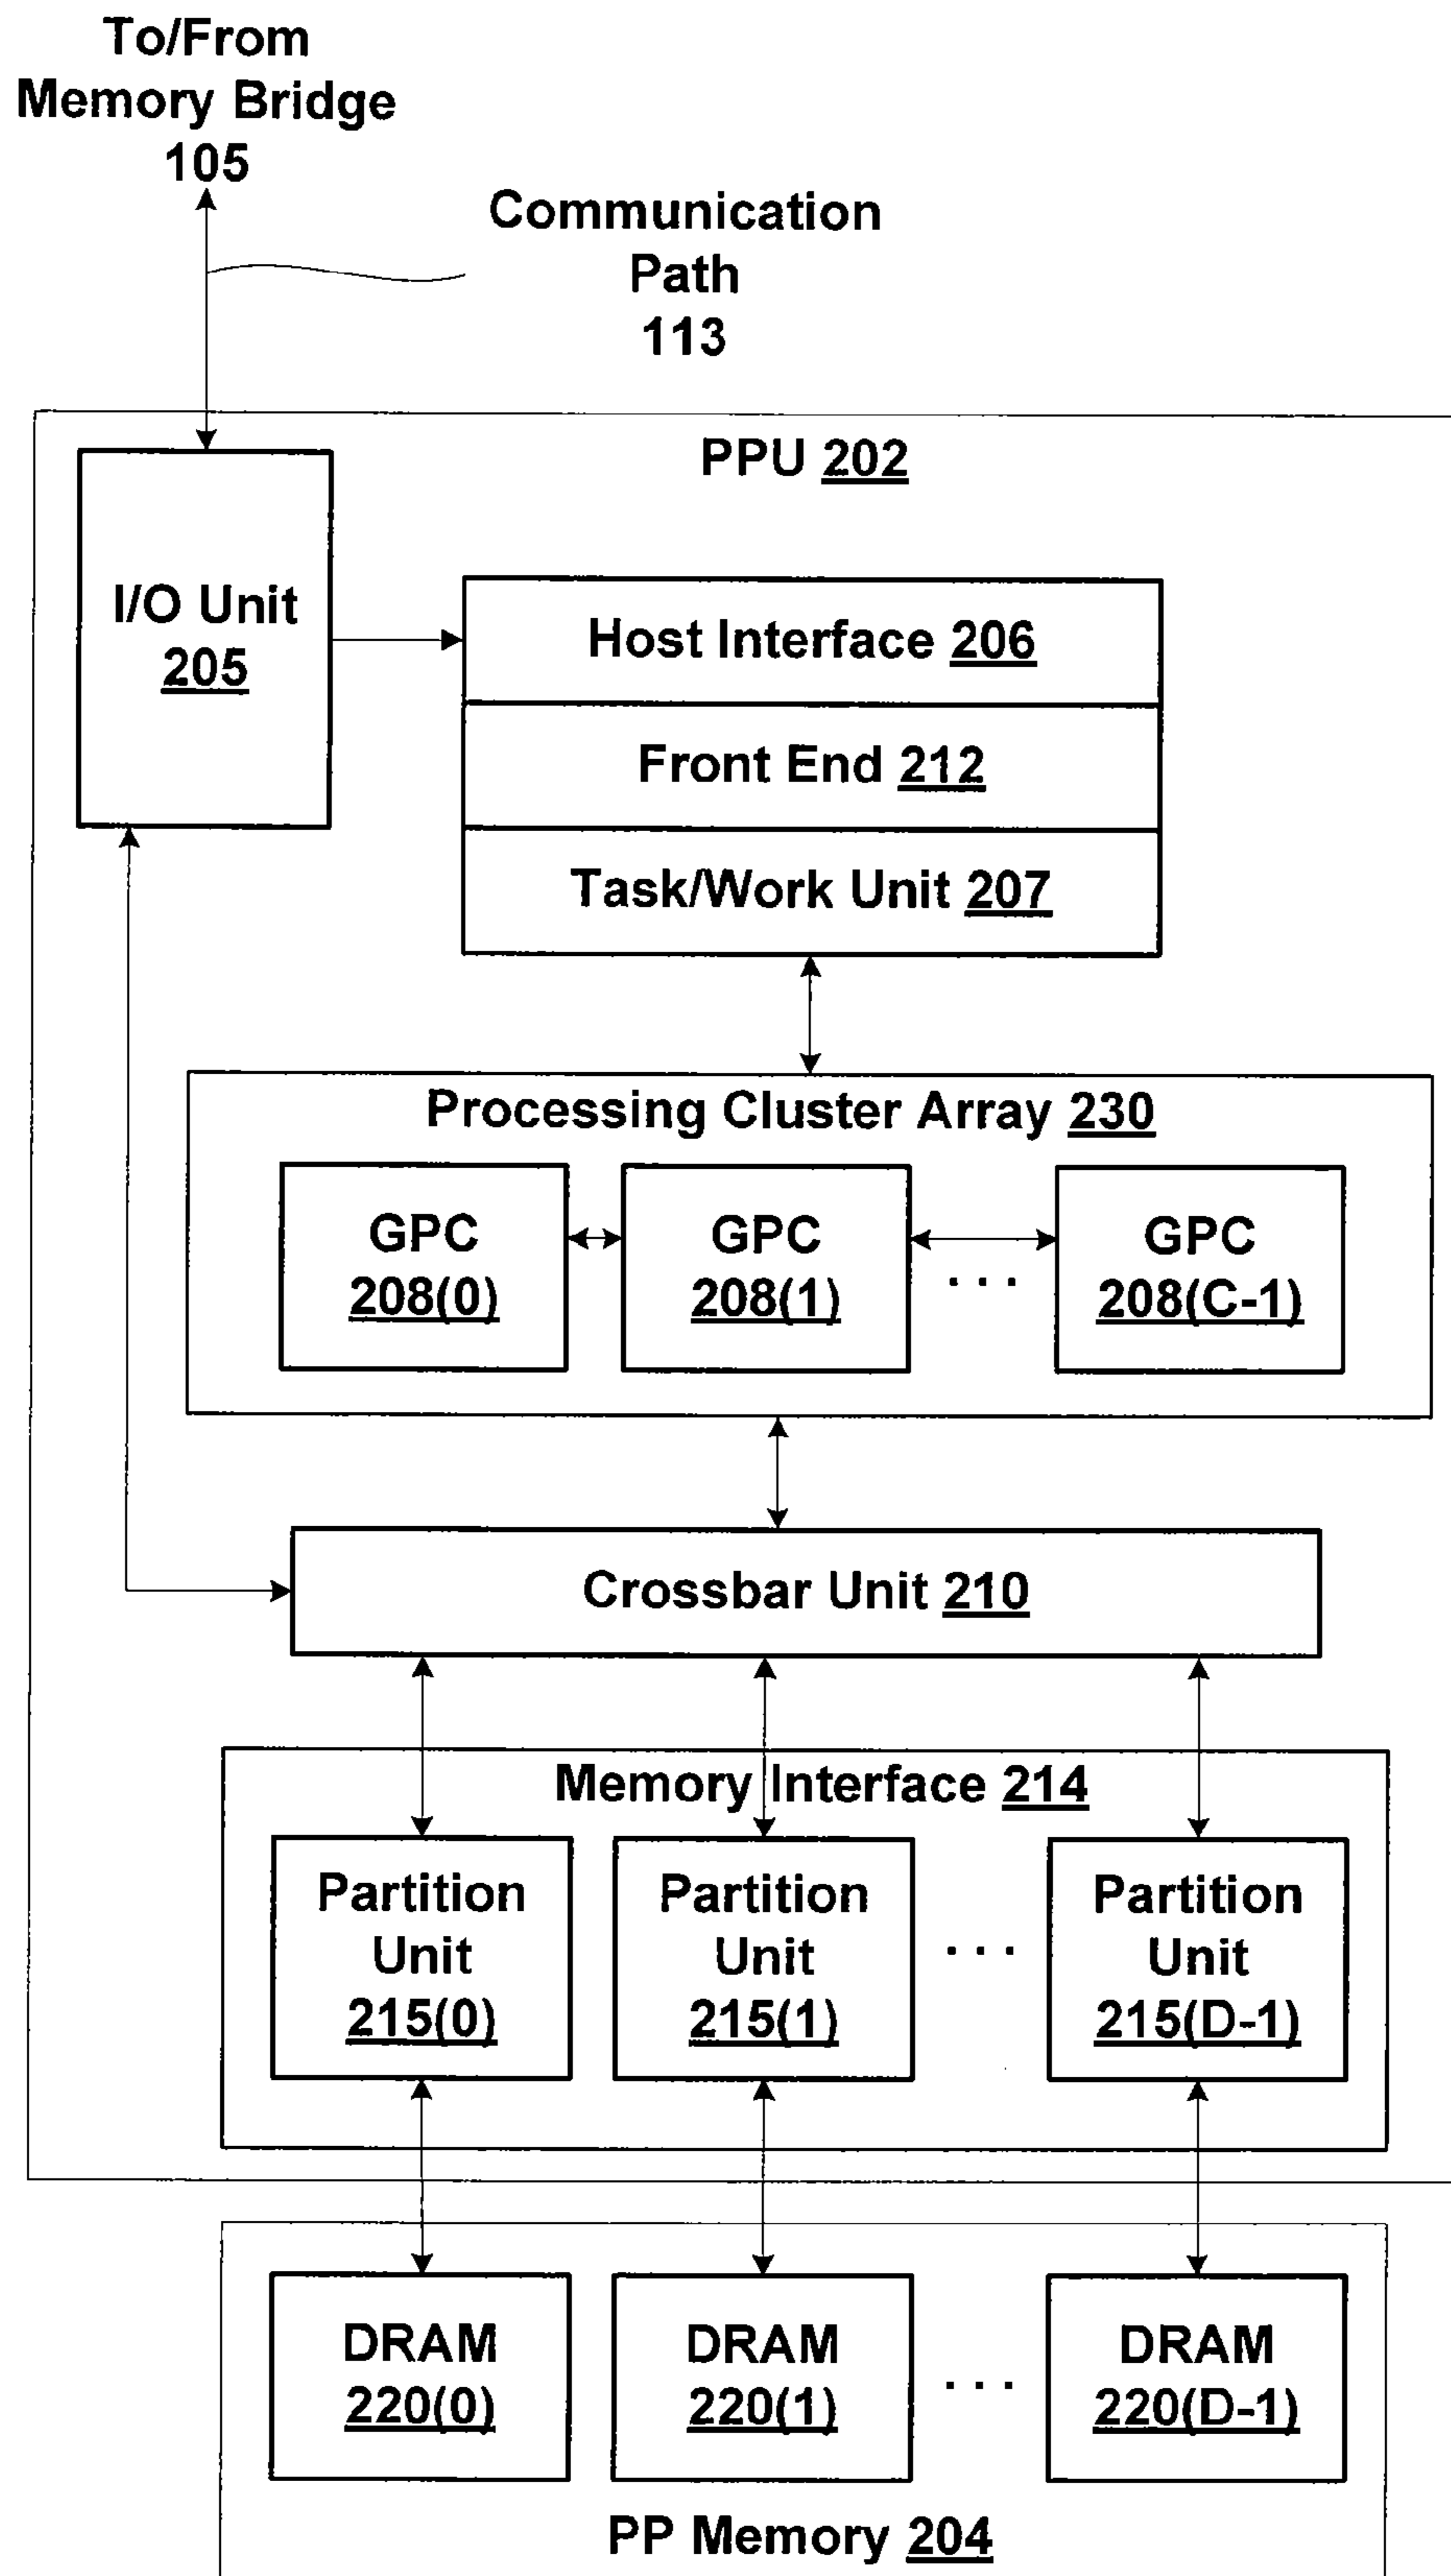 To/From
Memory Bridge
105
Communication
Path
113
PPU 202
I/O Unit
205
Host Interface 206
Front End 212
Task/Work Unit 207
Processing Cluster Array 230
GPC
208(0)
GPC
208(1)
. . .
GPC
208(C-1)
Crossbar Unit 210
Memory Interface 214
Partition
Unit
215(0)
Partition
Unit
215(1)
. . .
Partition
Unit
215(D-1)
DRAM
220(0)
DRAM
220(1)
. . .
DRAM
220(D-1)
PP Memory 204